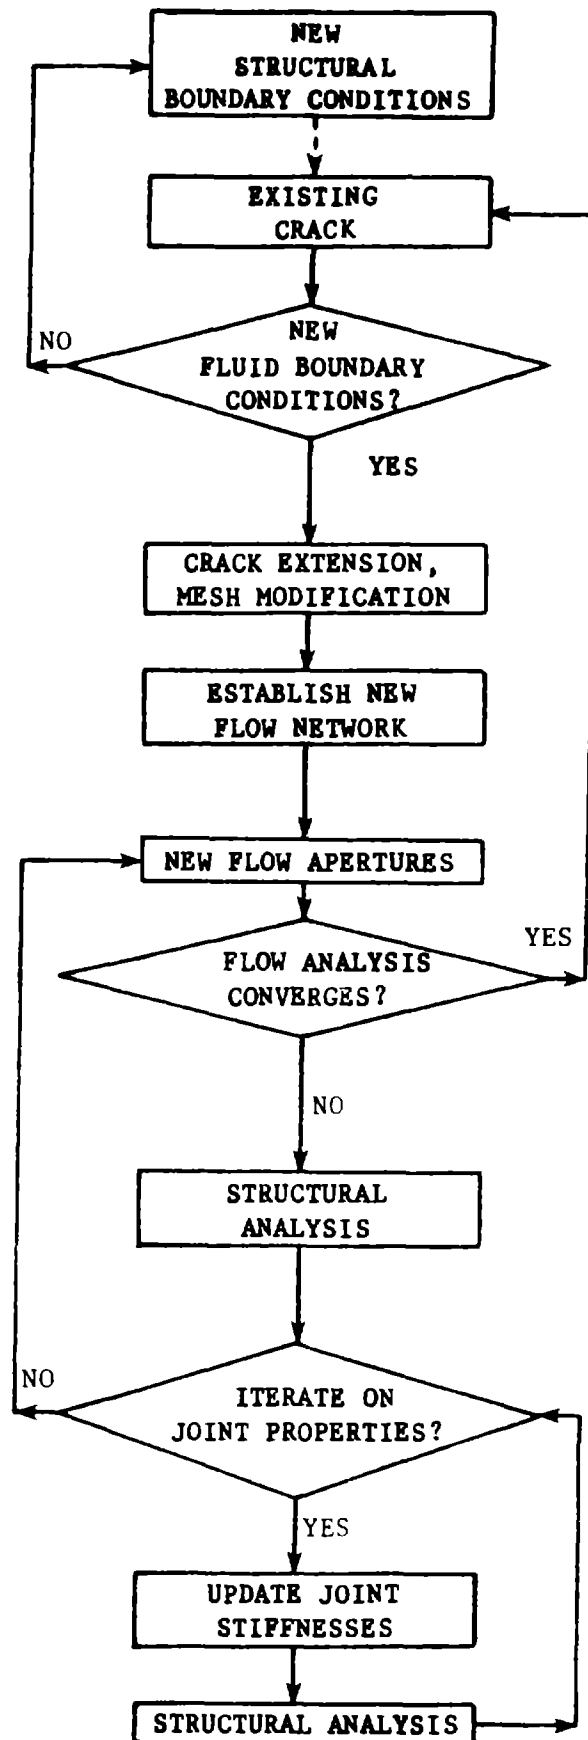 NEW
STRUCTURAL
BOUNDARY CONDITIONS
EXISTING
CRACK
NO
NEW
FLUID BOUNDARY
CONDITIONS?
YES
CRACK EXTENSION,
MESH MODIFICATION
ESTABLISH NEW
FLOW NETWORK
NEW FLOW APERTURES
YES
FLOW ANALYSIS
CONVERGES?
NO
STRUCTURAL
ANALYSIS
NO
ITERATE ON
JOINT PROPERTIES?
YES
UPDATE JOINT
STIFFNESSES
STRUCTURAL ANALYSIS